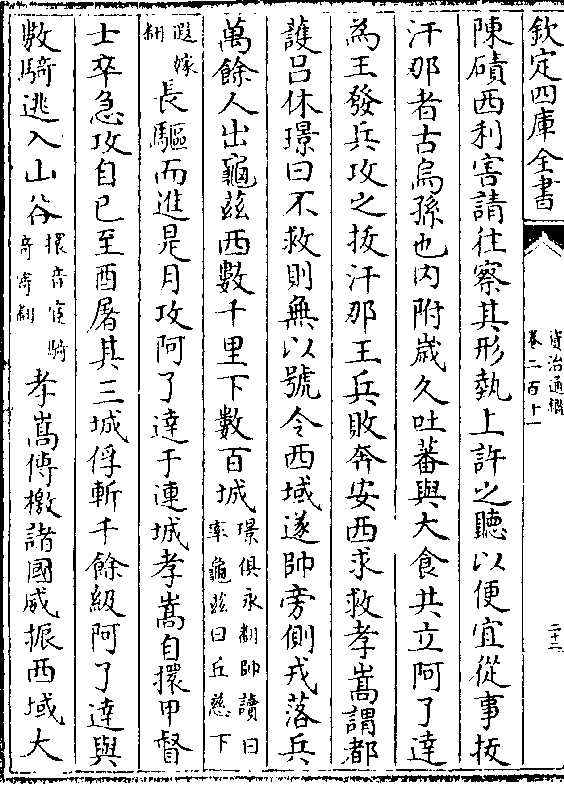 欽定四庫全書
資治通鑑
卷二百十一
二十三
陳磧西利害請往察其形埶上許之聽以便宜從事拔
汗那者古烏孫也内附歲久吐蕃與大食共立阿了達
為王發兵攻之拔汗那王兵敗奔安西求救孝嵩謂都
護吕休璟曰不救則無以號令西域遂帥旁側戎落兵
萬餘人出龜兹西數千里下數百城璟俱永翻帥讀曰率龜兹曰丘慈下
遐嫁翻長驅而進是月攻阿了達于連城孝嵩自擐甲督
士卒急攻自巳至酉屠其三城俘斬千餘級阿了達與
數騎逃入山谷擐音宦騎奇寄翻孝嵩傳檄諸國威振西域大